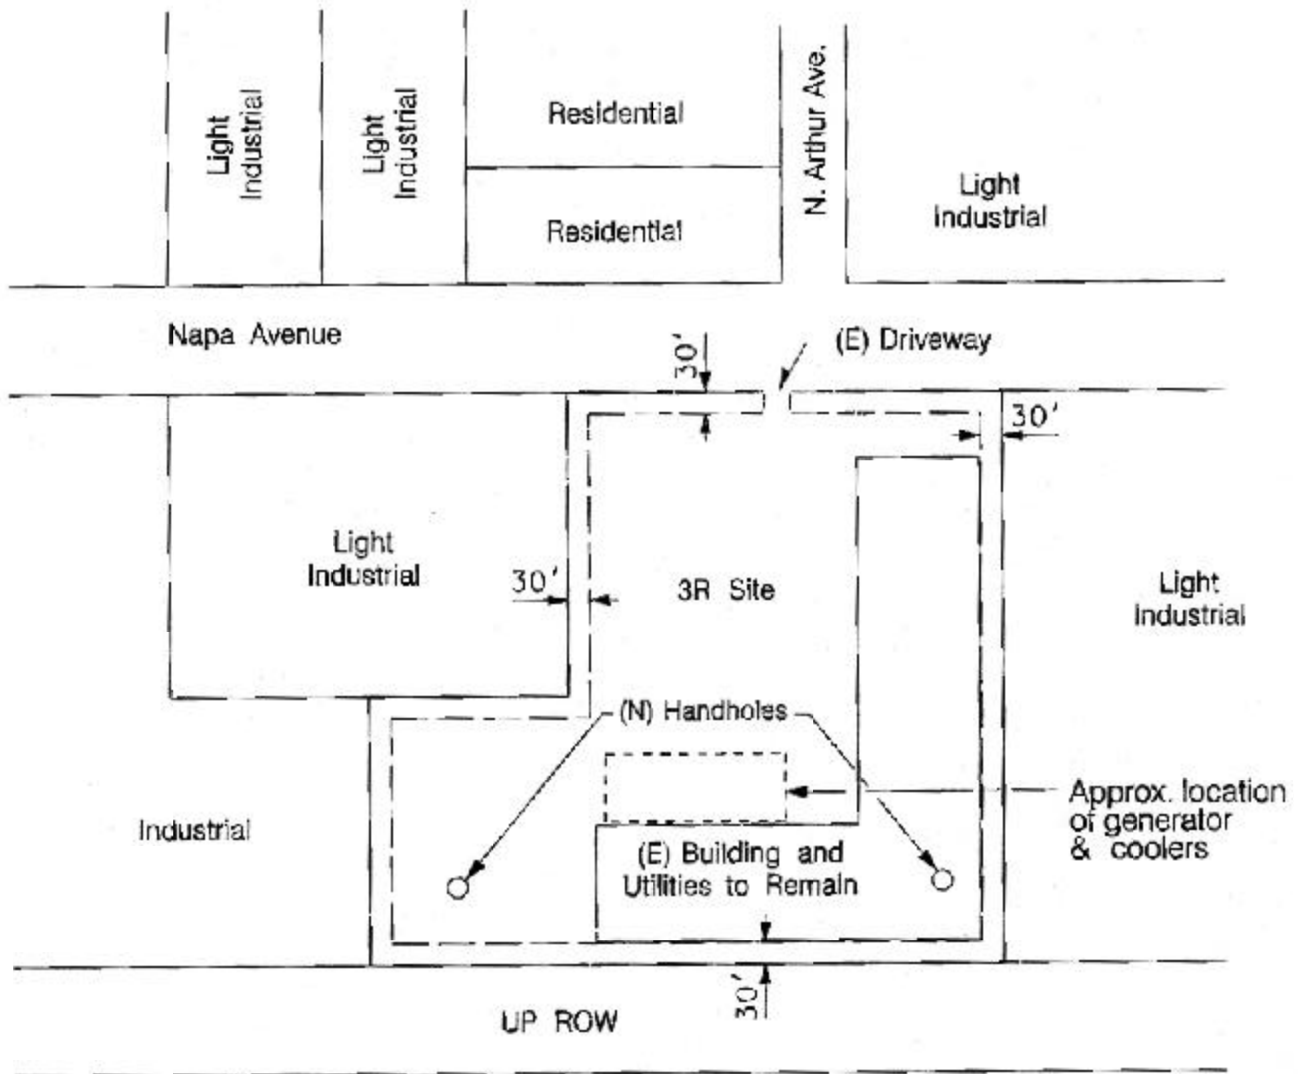 Light
Industrial
Light
Industrial
Residential
Residential
N. Arthur Ave.
Light
Industrial
Napa Avenue
30'
(E) Driveway
30'
Light
Industrial
30'
3R Site
Light
Industrial
(N) Handholes
Industrial
Approx. location
of generator
& coolers
(E) Building and
Utilities to Remain
30'
UP ROW